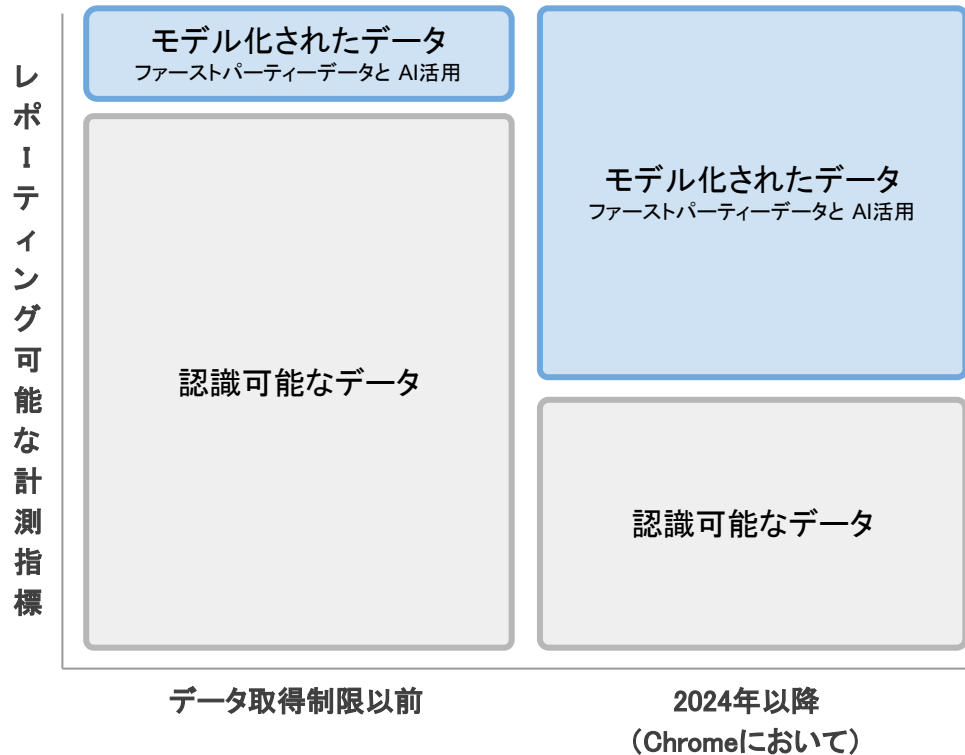 レポーティング可能な計測指標
モデル化されたデータ
ファーストパーティーデータと AI活用
認識可能なデータ
モデル化されたデータ
ファーストパーティーデータと AI活用
認識可能なデータ
データ取得制限以前
2024年以降
（Chromeにおいて）